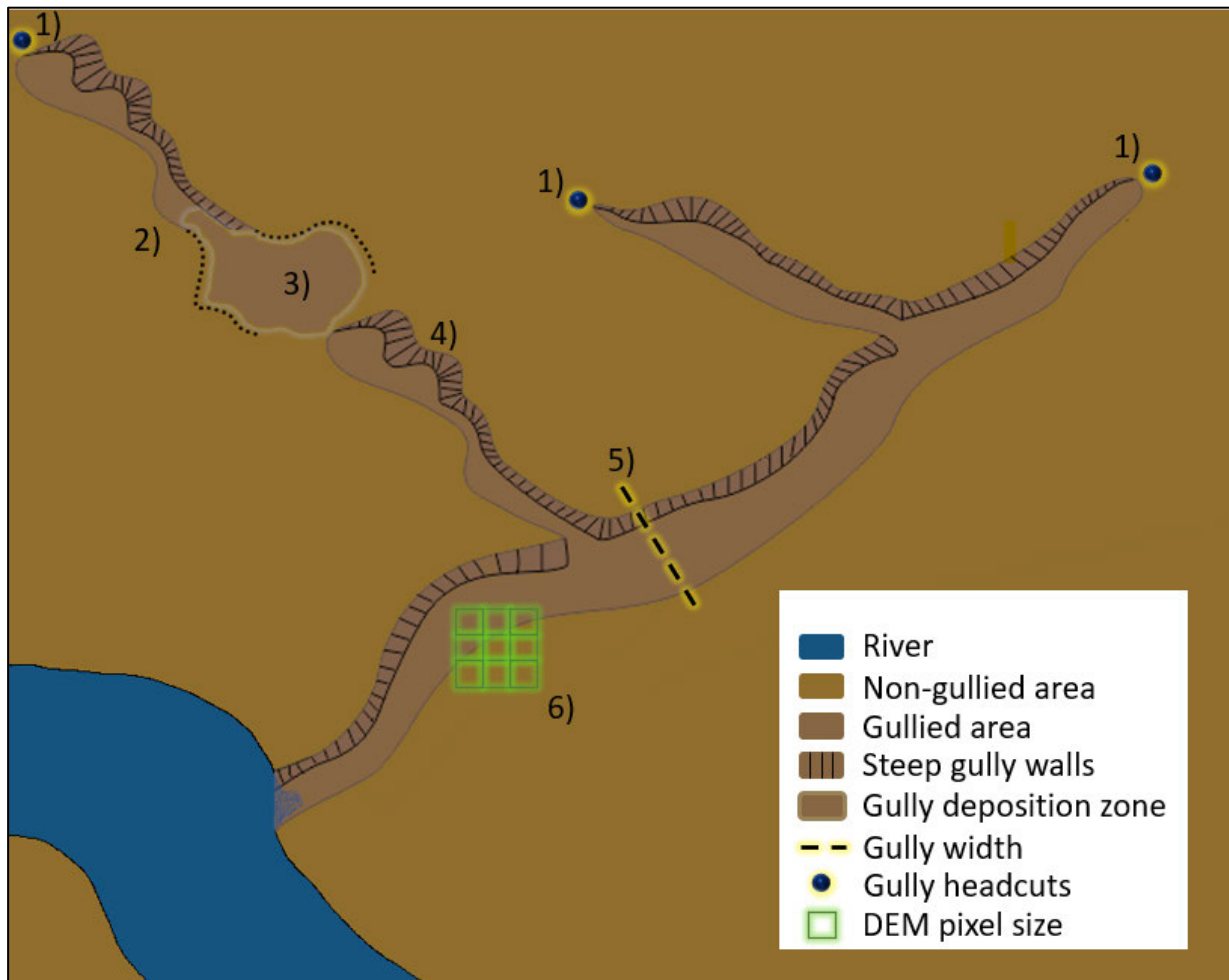 1)
1)
1)
2)
3)
4)
5)
6)
River
Non-gullied area
Gullied area
Steep gully walls
Gully deposition zone
Gully width
Gully headcuts
DEM pixel size